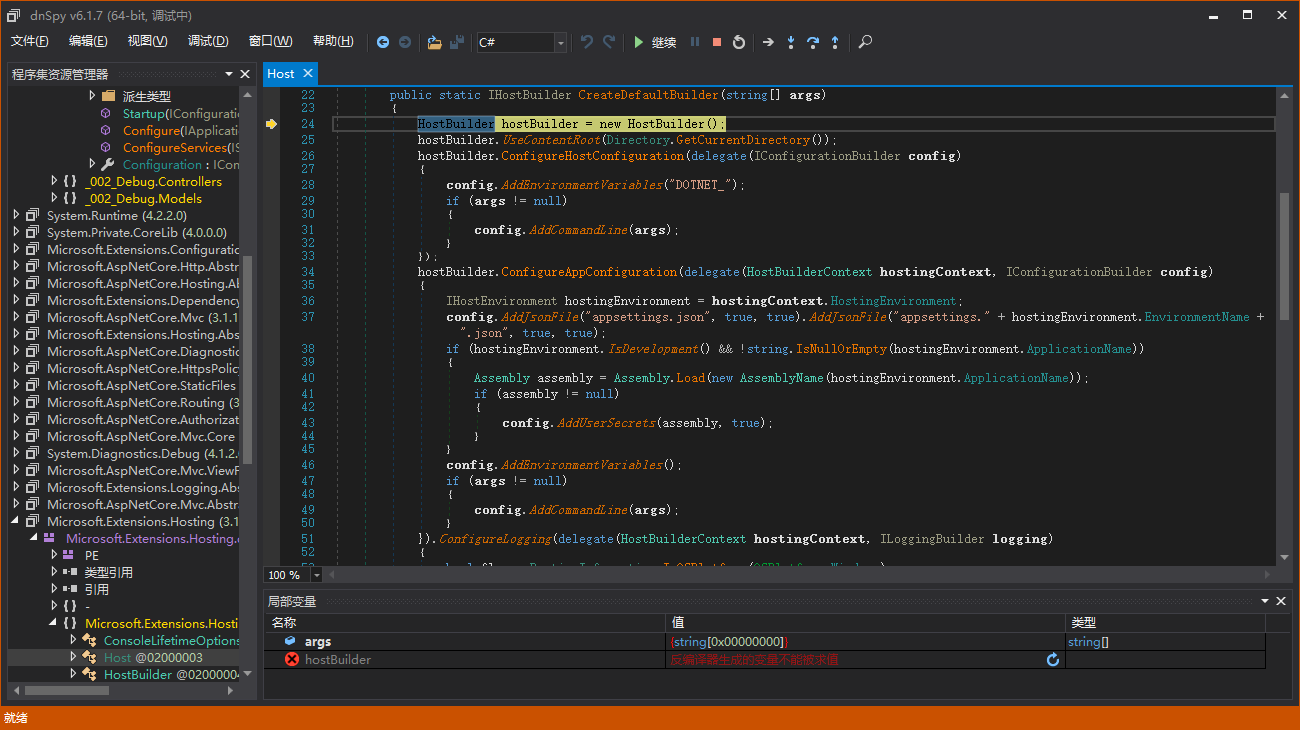 dnSpy v6.1.7 (64-bit, 调试中)
文件(F) 编辑(E) 视图(V) 调试(D) 窗口(W) 帮助(H) C# 继续
程序集资源管理器
派生类型
Startup(IConfiguratio
Configure(IApplicati
ConfigureServices(IS
Configuration : ICon
_002_Debug.Controllers
_002_Debug.Models
System.Runtime (4.2.2.0)
System.Private.CoreLib (4.0.0.0)
Microsoft.Extensions.Configuratio
Microsoft.AspNetCore.Http.Abstr
Microsoft.AspNetCore.Hosting.Ab
Microsoft.Extensions.Dependency
Microsoft.AspNetCore.Mvc (3.1.1
Microsoft.Extensions.Hosting.Abs
Microsoft.AspNetCore.Diagnostic
Microsoft.AspNetCore.HttpsPolic
Microsoft.AspNetCore.StaticFiles
Microsoft.AspNetCore.Routing (3
Microsoft.AspNetCore.Authorizat
Microsoft.AspNetCore.Mvc.Core
System.Diagnostics.Debug (4.1.2.
Microsoft.AspNetCore.Mvc.ViewF
Microsoft.Extensions.Logging.Abs
Microsoft.AspNetCore.Mvc.Abstr
Microsoft.Extensions.Hosting (3.1
Microsoft.Extensions.Hosting.
PE
类型引用
引用
{ } -
Microsoft.Extensions.Hosti
ConsoleLifetimeOptions
Host @02000003
HostBuilder @02000004
Host
22 public static IHostBuilder CreateDefaultBuilder(string[] args)
23 {
24 HostBuilder hostBuilder = new HostBuilder();
25 hostBuilder.UseContentRoot(Directory.GetCurrentDirectory());
26 hostBuilder.ConfigureHostConfiguration(delegate(IConfigurationBuilder config)
27 {
28 config.AddEnvironmentVariables("DOTNET_");
29 if (args != null)
30 {
31 config.AddCommandLine(args);
32 }
33 });
34 hostBuilder.ConfigureAppConfiguration(delegate(HostBuilderContext hostingContext, IConfigurationBuilder config)
35 {
36 IHostEnvironment hostingEnvironment = hostingContext.HostingEnvironment;
37 config.AddJsonFile("appsettings.json", true, true).AddJsonFile("appsettings." + hostingEnvironment.EnvironmentName +
".json", true, true);
38 if (hostingEnvironment.IsDevelopment() && !string.IsNullOrEmpty(hostingEnvironment.ApplicationName))
39 {
40 Assembly assembly = Assembly.Load(new AssemblyName(hostingEnvironment.ApplicationName));
41 if (assembly != null)
42 {
43 config.AddUserSecrets(assembly, true);
44 }
45 }
46 config.AddEnvironmentVariables();
47 if (args != null)
48 {
49 config.AddCommandLine(args);
50 }
51 }).ConfigureLogging(delegate(HostBuilderContext hostingContext, ILoggingBuilder logging)
52 {
100 %
局部变量
名称 值 类型
args {string[0x00000000]} string[]
hostBuilder 反编译器生成的变量不能被求值
就绪